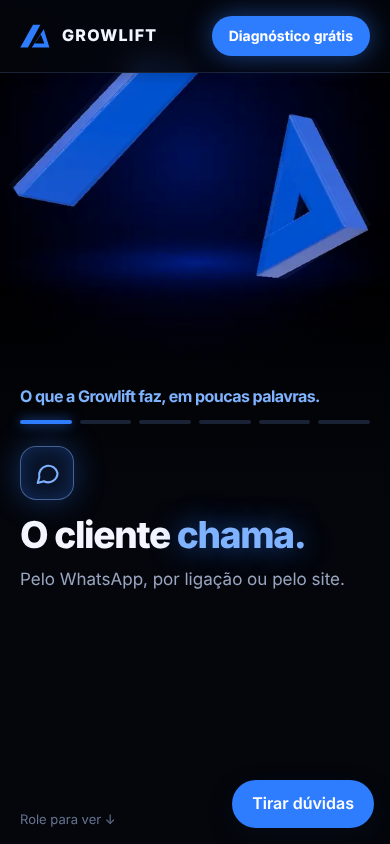 GROWLIFT
Diagnóstico grátis
O que a Growlift faz, em poucas palavras.
O cliente chama.
Pelo WhatsApp, por ligação ou pelo site.
Tirar dúvidas
Role para ver ↓